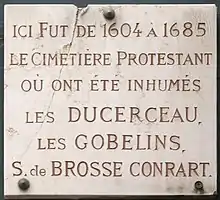 ICI FUT DE 1604 À 1685
LE CIMETIÈRE PROTESTANT
OÙ ONT ÉTÉ INHUMÉS
LES DUCERCEAU,
LES GOBELINS,
S. de BROSSE CONRART.